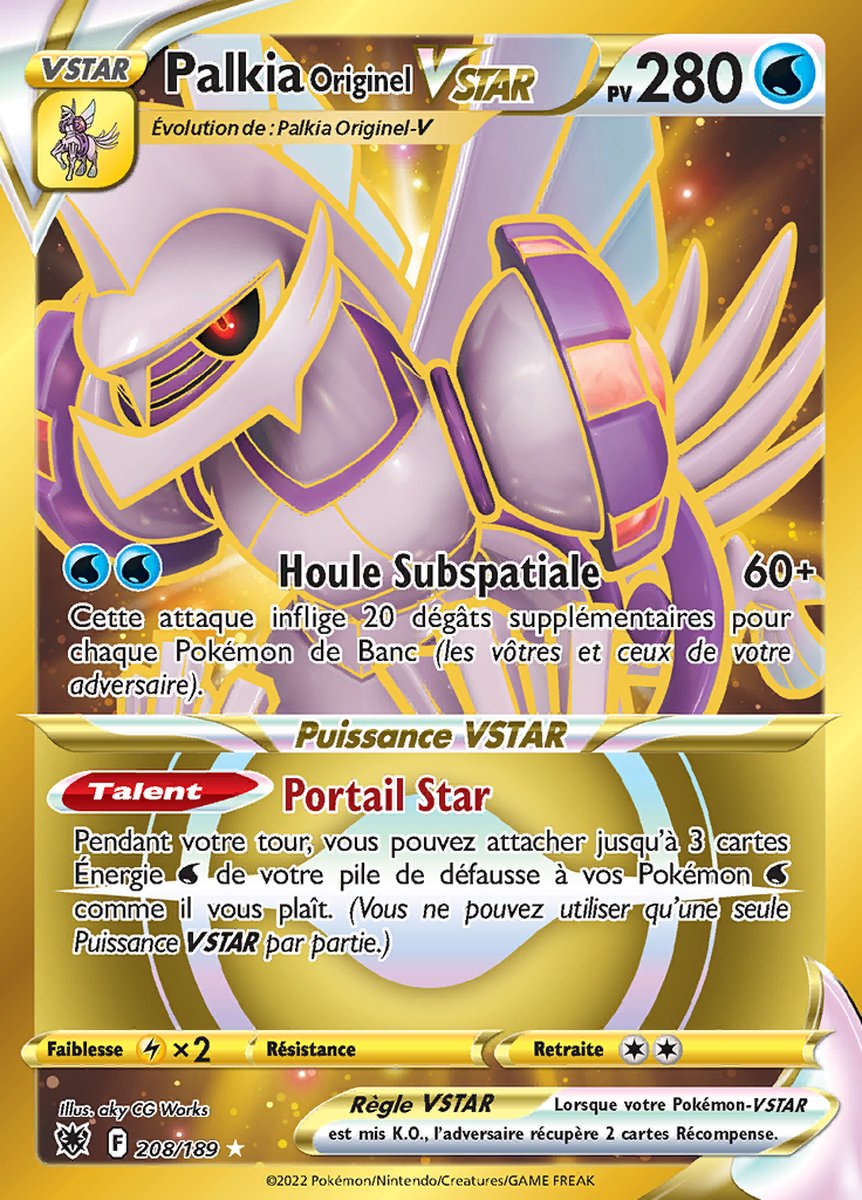 VSTAR
Palkia Originel VSTAR PV 280
Évolution de : Palkia Originel-V
Houle Subspatiale 60+
Cette attaque inflige 20 dégâts supplémentaires pour
chaque Pokémon de Banc (les vôtres et ceux de votre
adversaire).
Puissance VSTAR
Talent Portail Star
Pendant votre tour, vous pouvez attacher jusqu'à 3 cartes
Énergie de votre pile de défausse à vos Pokémon
comme il vous plaît. (Vous ne pouvez utiliser qu'une seule
Puissance VSTAR par partie.)
Faiblesse ×2 Résistance Retraite
Illus. aky CG Works
Règle VSTAR Lorsque votre Pokémon-VSTAR
est mis K.O., l'adversaire récupère 2 cartes Récompense.
F 208/189
©2022 Pokémon/Nintendo/Creatures/GAME FREAK